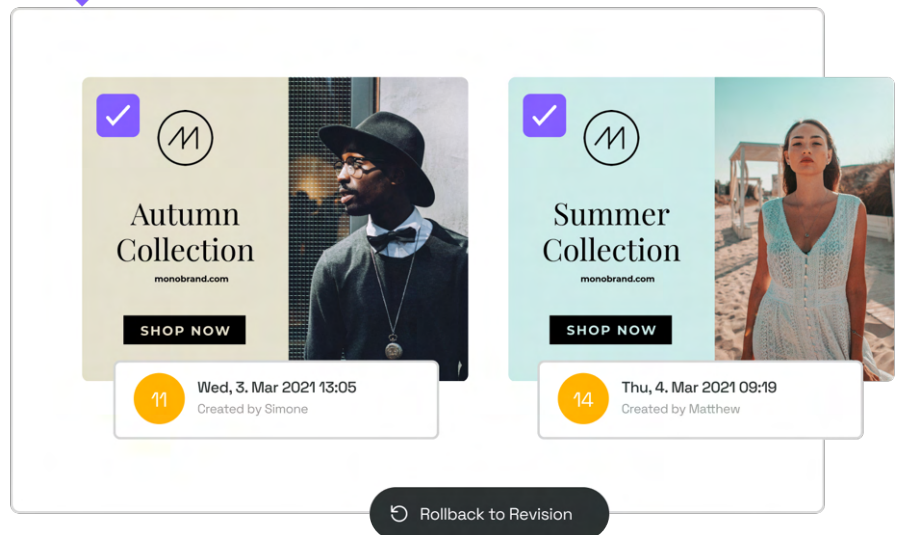 Autumn
Collection
monobrand.com
SHOP NOW
11
Wed, 3. Mar 2021 13:05
Created by Simone
Summer
Collection
monobrand.com
SHOP NOW
14
Thu, 4. Mar 2021 09:19
Created by Matthew
Rollback to Revision